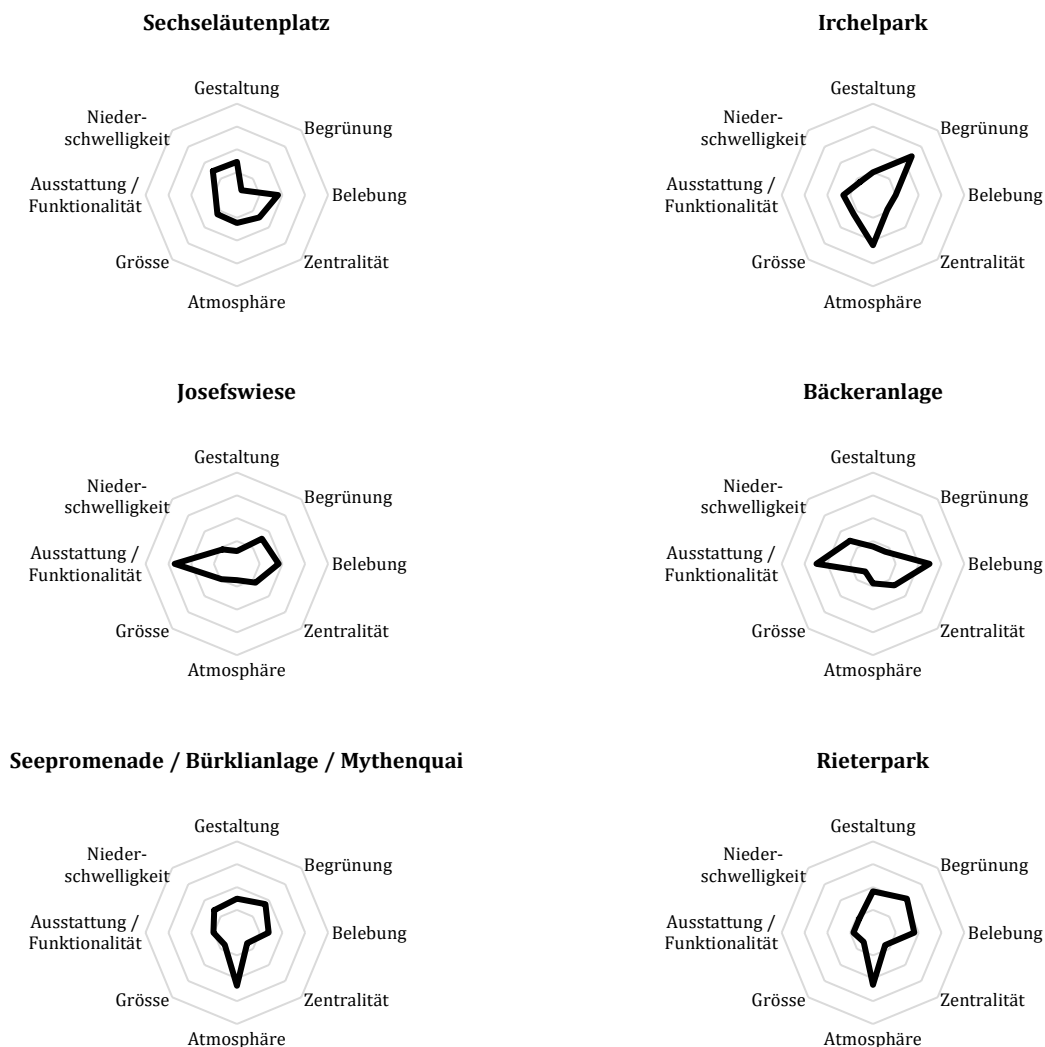 Sechseläutenplatz
Gestaltung
Nieder-
schwelligkeit
Begrünung
Ausstattung /
Funktionalität
Belebung
Grösse
Zentralität
Atmosphäre
Irchelpark
Gestaltung
Nieder-
schwelligkeit
Begrünung
Ausstattung /
Funktionalität
Belebung
Grösse
Zentralität
Atmosphäre
Josefswiese
Gestaltung
Nieder-
schwelligkeit
Begrünung
Ausstattung /
Funktionalität
Belebung
Grösse
Zentralität
Atmosphäre
Bäckeranlage
Gestaltung
Nieder-
schwelligkeit
Begrünung
Ausstattung /
Funktionalität
Belebung
Grösse
Zentralität
Atmosphäre
Seepromenade / Bürklianlage / Mythenquai
Gestaltung
Nieder-
schwelligkeit
Begrünung
Ausstattung /
Funktionalität
Belebung
Grösse
Zentralität
Atmosphäre
Rieterpark
Gestaltung
Nieder-
schwelligkeit
Begrünung
Ausstattung /
Funktionalität
Belebung
Grösse
Zentralität
Atmosphäre